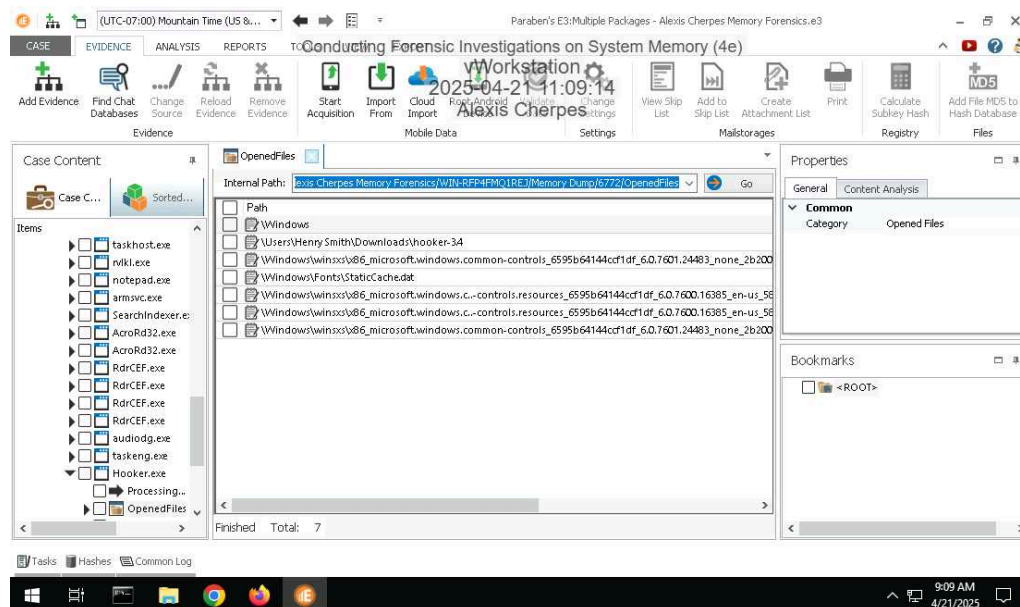 (UTC-07:00) Mountain Time (US &...
Paraben's E3:Multiple Packages - Alexis Cherpes Memory Forensics.e3
CASE EVIDENCE ANALYSIS REPORTS
Conducting Forensic Investigations on System Memory (4e)
vWorkstation
2025-04-21 11:09:14
Alexis Cherpes
Add Evidence
Find Chat Databases
Change Source
Reload Evidence
Remove Evidence
Start Acquisition
Import From
Cloud Import
Root Android
Change Settings
View Skip List
Add to Skip List
Create Attachment List
Print
Calculate Subkey Hash
MD5
Add File MD5 to Hash Database
Evidence
Mobile Data
Settings
Mailstorages
Registry
Files
Case Content
Case C...
Sorted...
Items
taskhost.exe
rvlkl.exe
notepad.exe
armsvc.exe
SearchIndexer.e:
AcroRd32.exe
AcroRd32.exe
RdrCEF.exe
RdrCEF.exe
RdrCEF.exe
RdrCEF.exe
audiodg.exe
taskeng.exe
Hooker.exe
Processing...
OpenedFiles
OpenedFiles
Internal Path: exis Cherpes Memory Forensics/WIN-RFP4FMQ1REJ/Memory Dump/6772/OpenedFiles Go
Path
\Windows
\Users\Henry Smith\Downloads\hooker-3.4
\Windows\winsxs\x86_microsoft.windows.common-controls_6595b64144ccf1df_6.0.7601.24483_none_2b200
\Windows\Fonts\StaticCache.dat
\Windows\winsxs\x86_microsoft.windows.c..-controls.resources_6595b64144ccf1df_6.0.7600.16385_en-us_58
\Windows\winsxs\x86_microsoft.windows.c..-controls.resources_6595b64144ccf1df_6.0.7600.16385_en-us_58
\Windows\winsxs\x86_microsoft.windows.common-controls_6595b64144ccf1df_6.0.7601.24483_none_2b200
Finished Total: 7
Properties
General Content Analysis
Common
Category Opened Files
Bookmarks
<ROOT>
Tasks Hashes Common Log
9:09 AM
4/21/2025